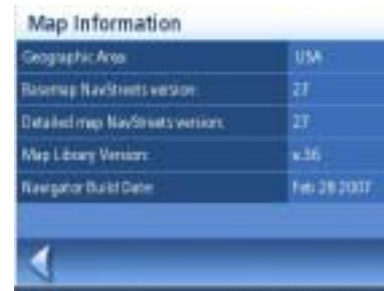 Map Information
Geographic Area USA
Basemap NavStreets version: 27
Detailed map NavStreets version: 27
Map Library Version: v.36
Navigator Build Date: Feb 28 2007